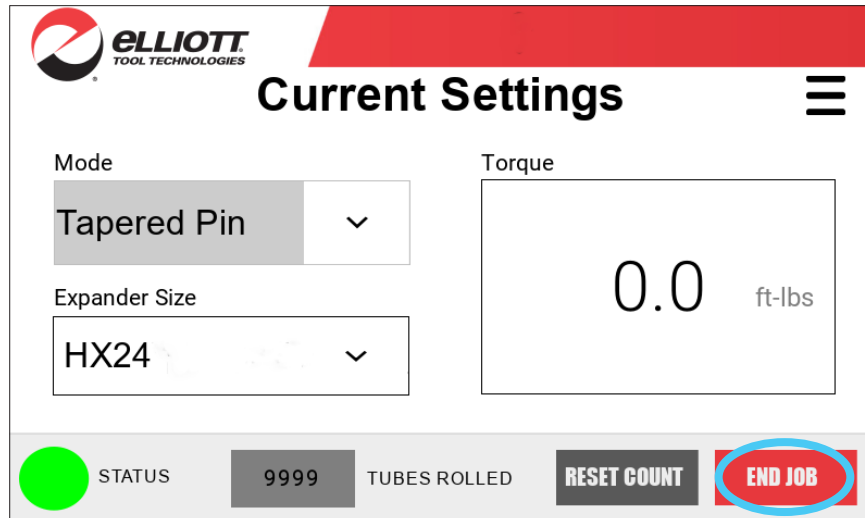 ELLIOTT
TOOL TECHNOLOGIES
Current Settings
Mode
Tapered Pin
Expander Size
HX24
Torque
0.0 ft-lbs
STATUS
9999
TUBES ROLLED
RESET COUNT
END JOB